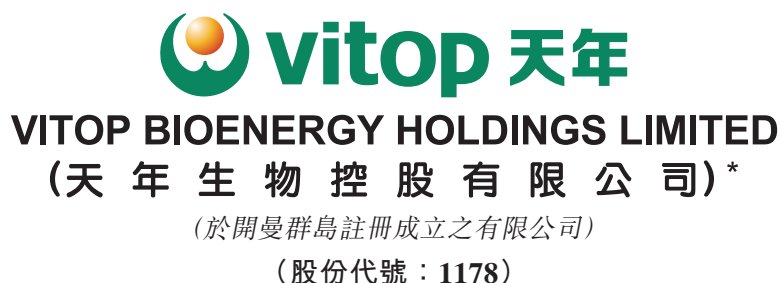 vitop 天年
VITOP BIOENERGY HOLDINGS LIMITED
(天年生物控股有限公司)*
(於開曼群島註冊成立之有限公司)
(股份代號：1178)